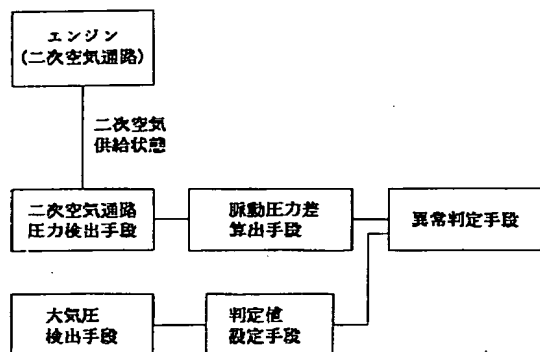 エンジン
(二次空気通路)
二次空気
供給状態
二次空気通路
圧力検出手段
脈動圧力差
算出手段
異常判定手段
大気圧
検出手段
判定値
設定手段